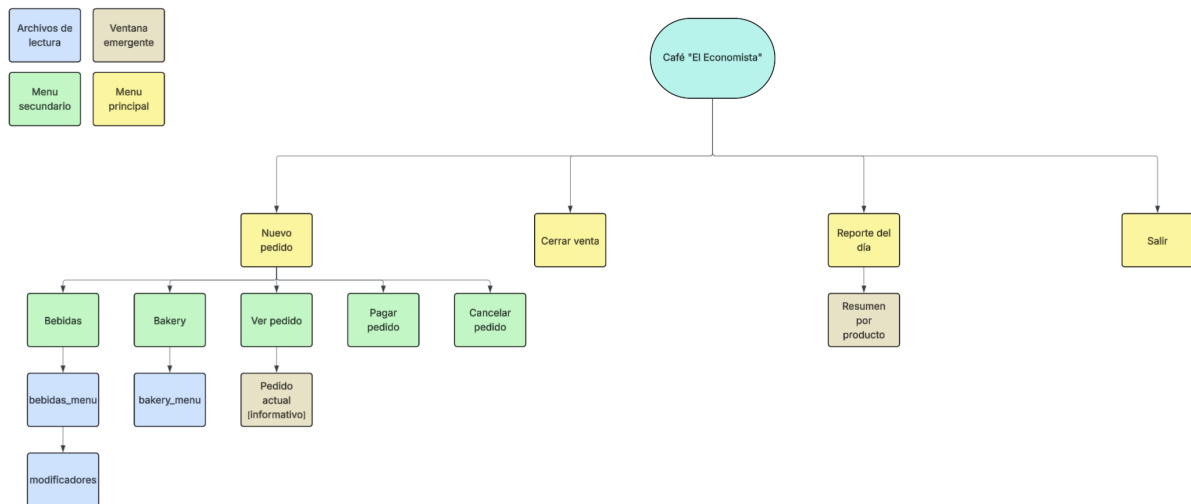 Archivos de
lectura
Ventana
emergente
Menu
secundario
Menu
principal
Café "El Economista"
Nuevo
pedido
Cerrar venta
Reporte del
día
Salir
Bebidas
Bakery
Ver pedido
Pagar
pedido
Cancelar
pedido
Resumen
por
producto
bebidas_menu
bakery_menu
Pedido
actual
[informativo]
modificadores